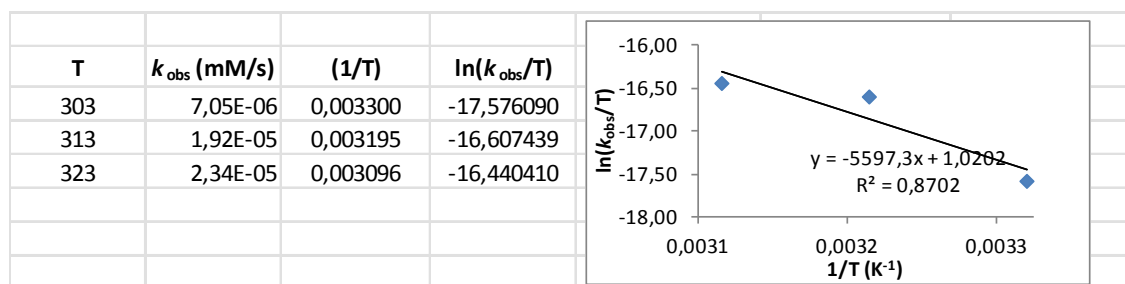 T k obs (mM/s) (1/T) ln(k obs/T)
303 7,05E-06 0,003300 -17,576090
313 1,92E-05 0,003195 -16,607439
323 2,34E-05 0,003096 -16,440410
ln(kobs/T)
-16,00
-16,50
-17,00
-17,50
-18,00
y = -5597,3x + 1,0202
R² = 0,8702
0,0031 0,0032 0,0033
1/T (K-1)